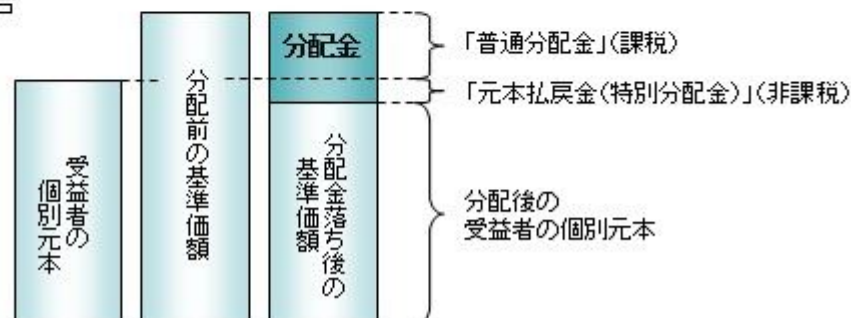 受益者の
個別元本
分配前の基準価額
分配金
分配金落ち後の
基準価額
「普通分配金」(課税)
「元本払戻金(特別分配金)」(非課税)
分配後の
受益者の個別元本